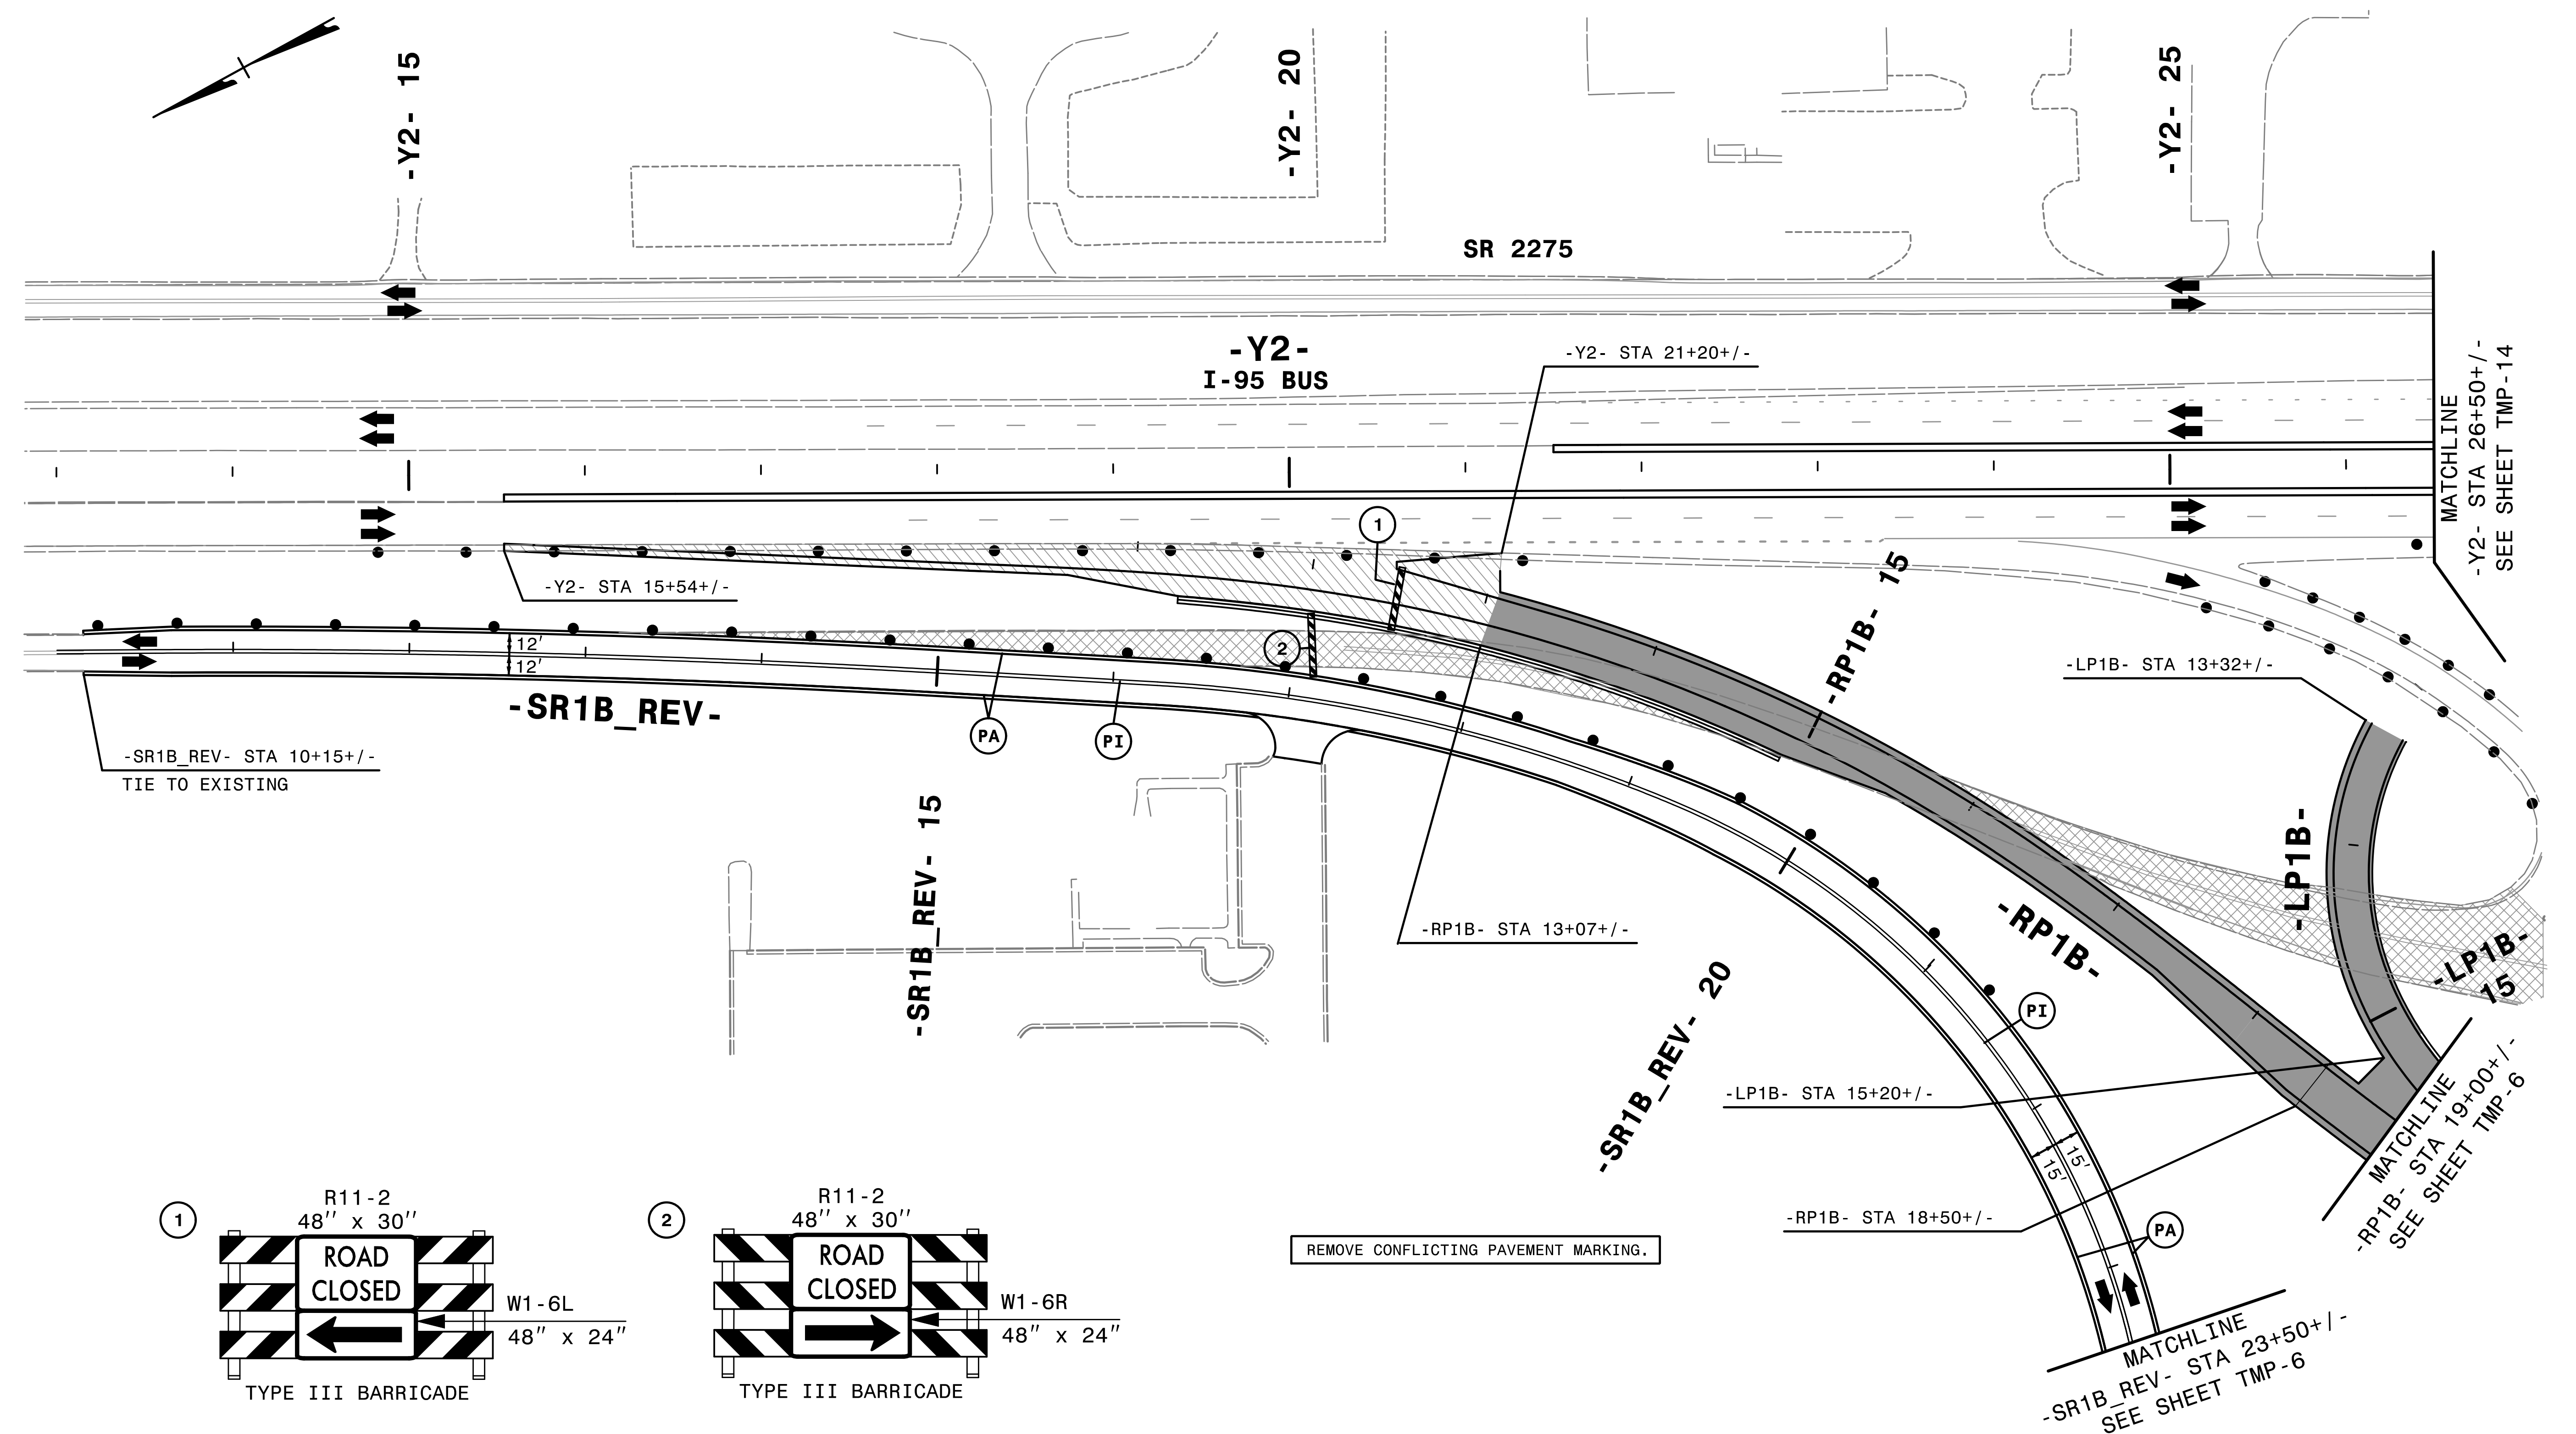 -Y2- 15
-Y2- 20
-Y2- 25
SR 2275
-Y2-
I-95 BUS
-Y2- STA 21+20+/-
MATCHLINE
-Y2- STA 26+50+/-
SEE SHEET TMP-14
1
-Y2- STA 15+54+/-
-RP1B- 15
12'
12'
2
-LP1B- STA 13+32+/-
-SR1B_REV-
PA
PI
-SR1B_REV- STA 10+15+/-
TIE TO EXISTING
-SR1B_REV- 15
-RP1B- STA 13+07+/-
-RP1B-
-LP1B-
-LP1B-
15
-SR1B_REV- 20
PI
-LP1B- STA 15+20+/-
MATCHLINE
-RP1B- STA 19+00+/-
SEE SHEET TMP-6
15'
15'
-RP1B- STA 18+50+/-
PA
1
R11-2
48" x 30"
ROAD
CLOSED
W1-6L
48" x 24"
TYPE III BARRICADE
2
R11-2
48" x 30"
ROAD
CLOSED
W1-6R
48" x 24"
TYPE III BARRICADE
REMOVE CONFLICTING PAVEMENT MARKING.
MATCHLINE
-SR1B_REV- STA 23+50+/-
SEE SHEET TMP-6